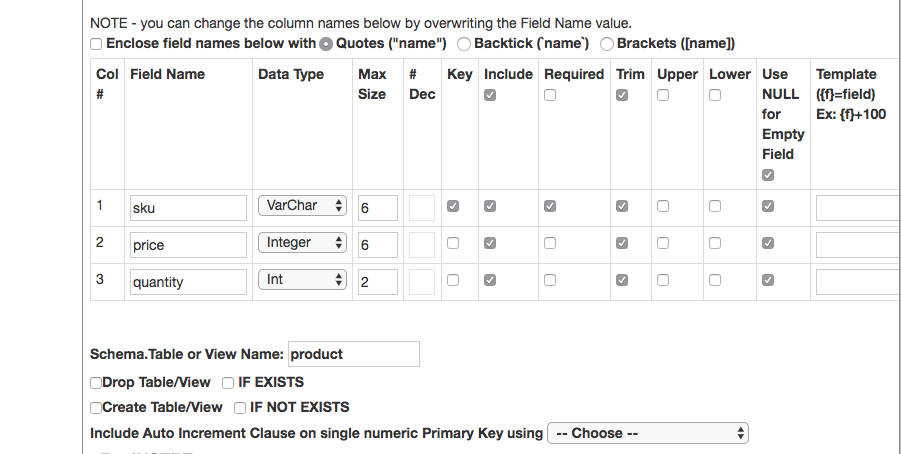 NOTE - you can change the column names below by overwriting the Field Name value.
Enclose field names below with Quotes ("name") Backtick (`name`) Brackets ([name])
Col # Field Name Data Type Max Size # Dec Key Include Required Trim Upper Lower Use NULL for Empty Field Template ({f}=field) Ex: {f}+100
1 sku VarChar 6
2 price Integer 6
3 quantity Int 2
Schema.Table or View Name: product
Drop Table/View IF EXISTS
Create Table/View IF NOT EXISTS
Include Auto Increment Clause on single numeric Primary Key using -- Choose --